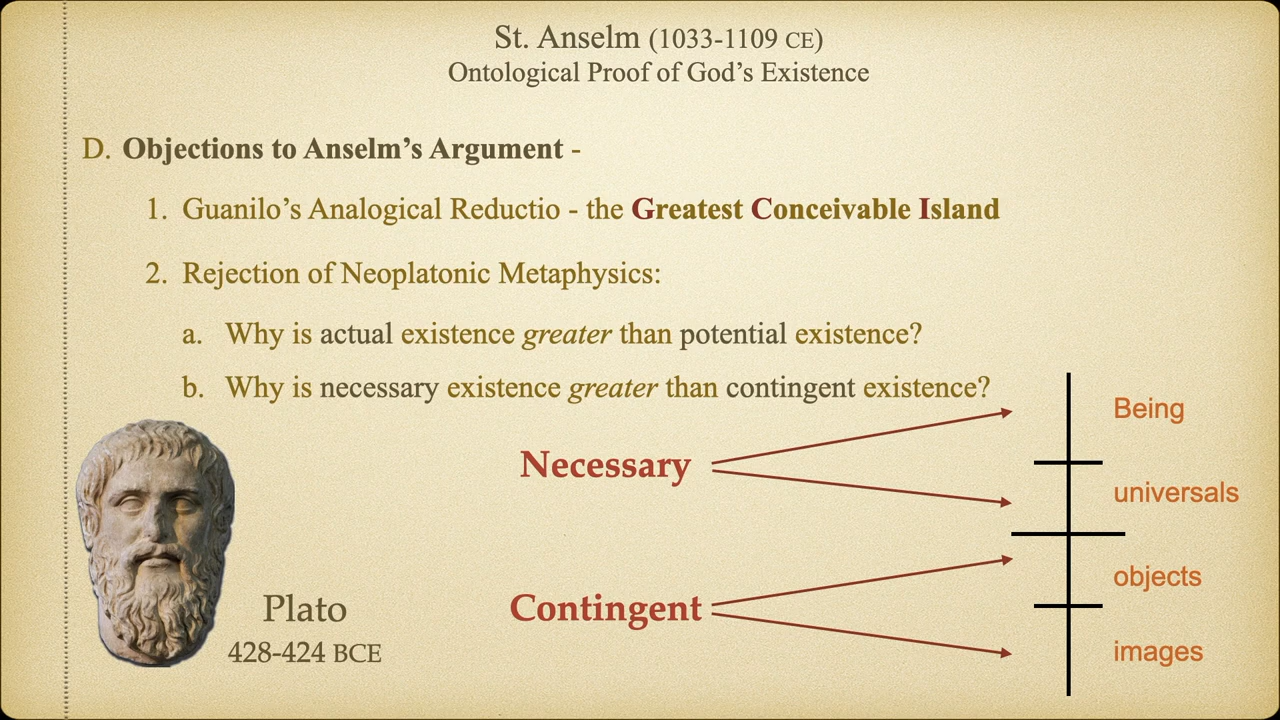 St. Anselm (1033-1109 CE)
Ontological Proof of God's Existence
D. Objections to Anselm's Argument -
1. Guanilo's Analogical Reductio - the Greatest Conceivable Island
2. Rejection of Neoplatonic Metaphysics:
a. Why is actual existence greater than potential existence?
b. Why is necessary existence greater than contingent existence?
Being
Necessary
universals
objects
Contingent
images
Plato
428-424 BCE